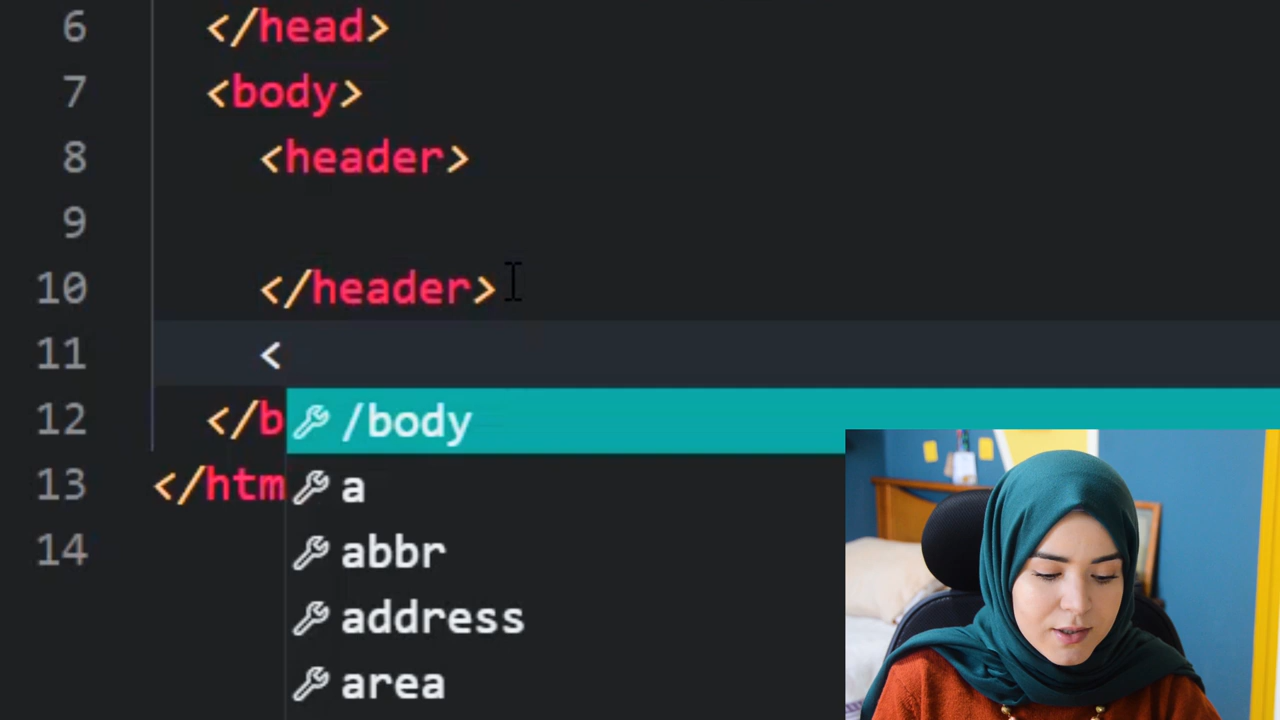 6 </head>
7 <body>
8 <header>
9
10 </header>
11 <
12 </b
13 </htm
14
/body
a
abbr
address
area